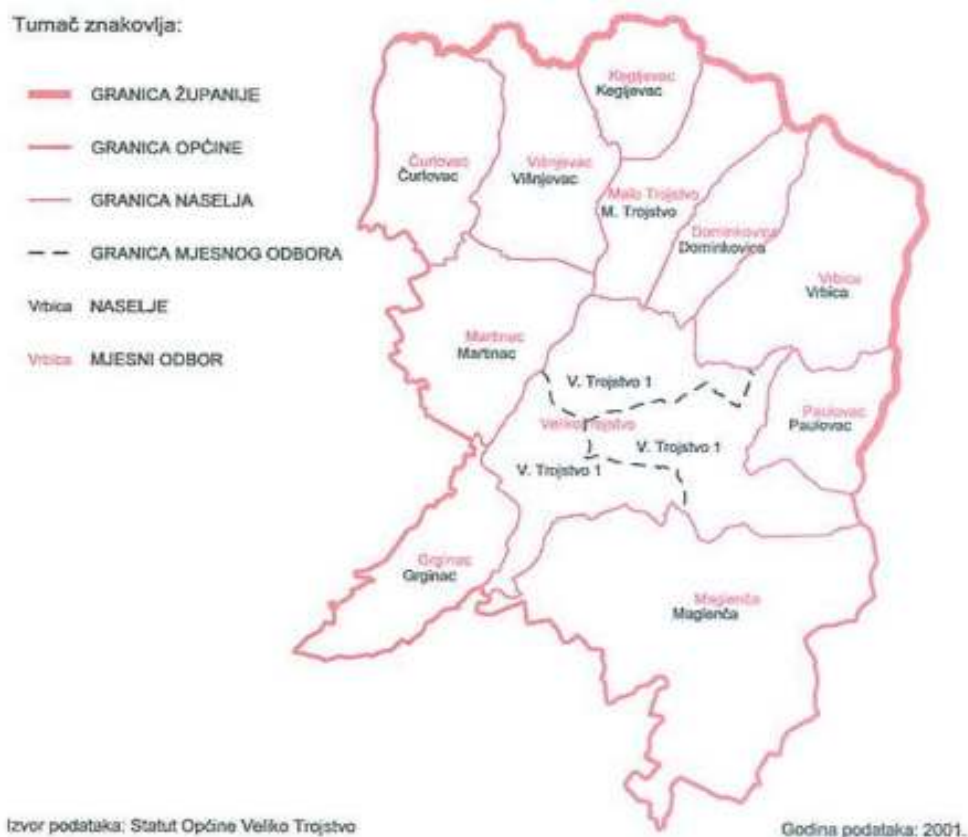 Tumač znakovlja:
GRANICA ŽUPANIJE
GRANICA OPĆINE
GRANICA NASELJA
GRANICA MJESNOG ODBORA
Vrbica NASELJE
Vrbica MJESNI ODBOR
Kegljevac
Kegljevac
Čurlovac
Čurlovac
Višnjevac
Višnjevac
Malo Trojstvo
M. Trojstvo
Dominkovica
Dominkovica
Vrbica
Vrbica
Martinac
Martinac
V. Trojstvo 1
Paulovac
Paulovac
Veliko Trojstvo
V. Trojstvo 1
V. Trojstvo 1
Grginac
Grginac
Maglenča
Maglenča
Izvor podataka: Statut Općine Veliko Trojstvo
Godina podataka: 2001.